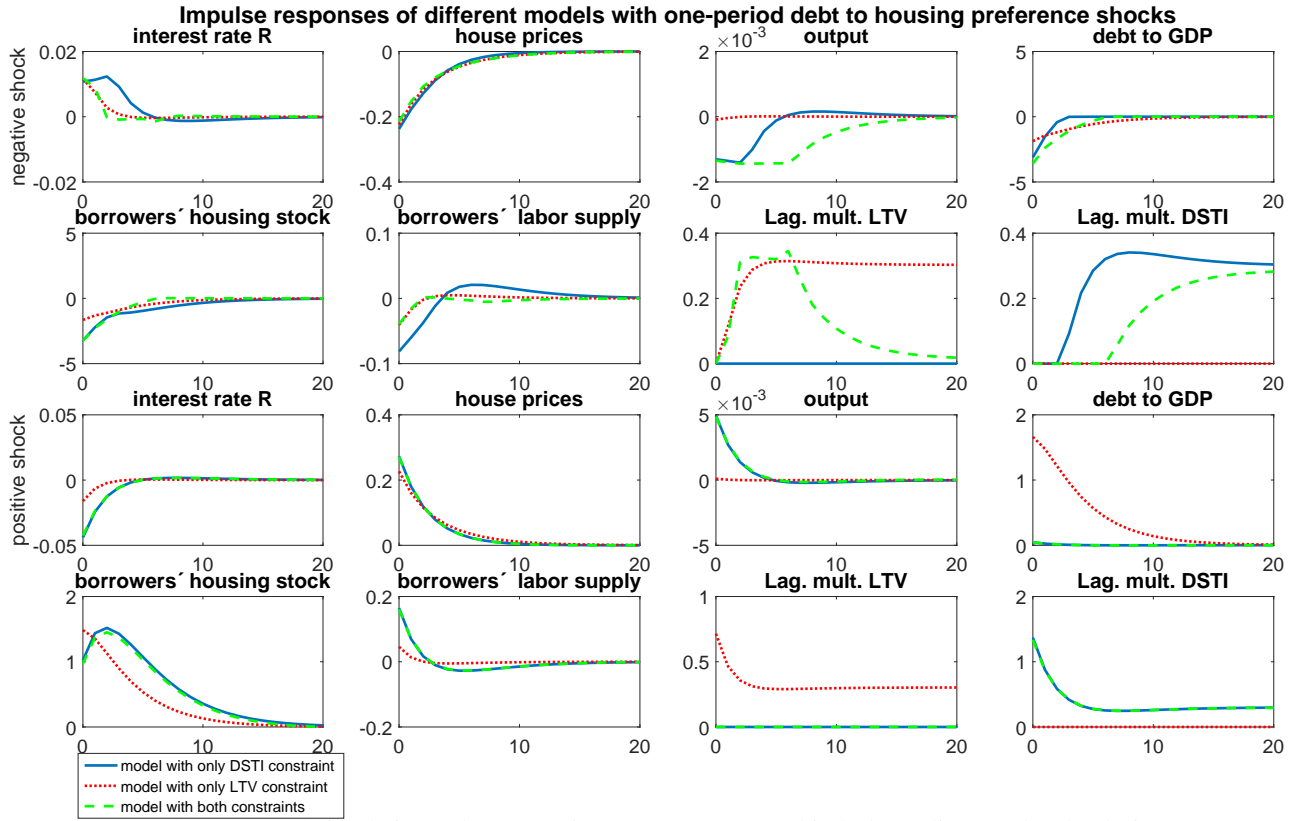 Impulse responses of different models with one-period debt to housing preference shocks
interest rate R
house prices
output
debt to GDP
negative shock
0.02
0
-0.02
0 10 20
0
-0.2
-0.4
0 10 20
×10⁻³
2
0
-2
0 10 20
5
0
-5
0 10 20
borrowers´ housing stock
borrowers´ labor supply
Lag. mult. LTV
Lag. mult. DSTI
5
0
-5
0 10 20
0.1
0
-0.1
0 10 20
0.4
0.2
0
0 10 20
0.4
0.2
0
0 10 20
interest rate R
house prices
output
debt to GDP
positive shock
0.05
0
-0.05
0 10 20
0.4
0.2
0
0 10 20
×10⁻³
5
0
-5
0 10 20
2
1
0
0 10 20
borrowers´ housing stock
borrowers´ labor supply
Lag. mult. LTV
Lag. mult. DSTI
2
1
0
0 10 20
0.2
0
-0.2
0 10 20
1
0.5
0
0 10 20
2
1
0
0 10 20
model with only DSTI constraint
model with only LTV constraint
model with both constraints